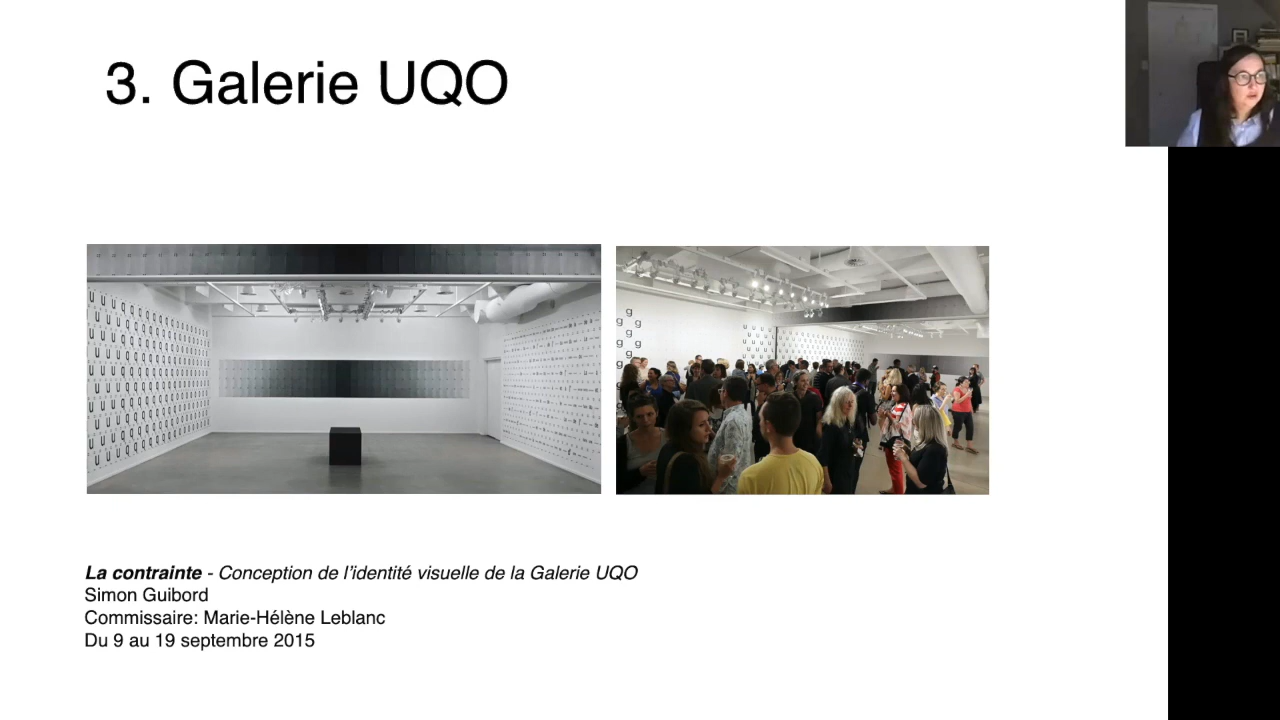 3. Galerie UQO
La contrainte - Conception de l'identité visuelle de la Galerie UQO
Simon Guibord
Commissaire: Marie-Hélène Leblanc
Du 9 au 19 septembre 2015